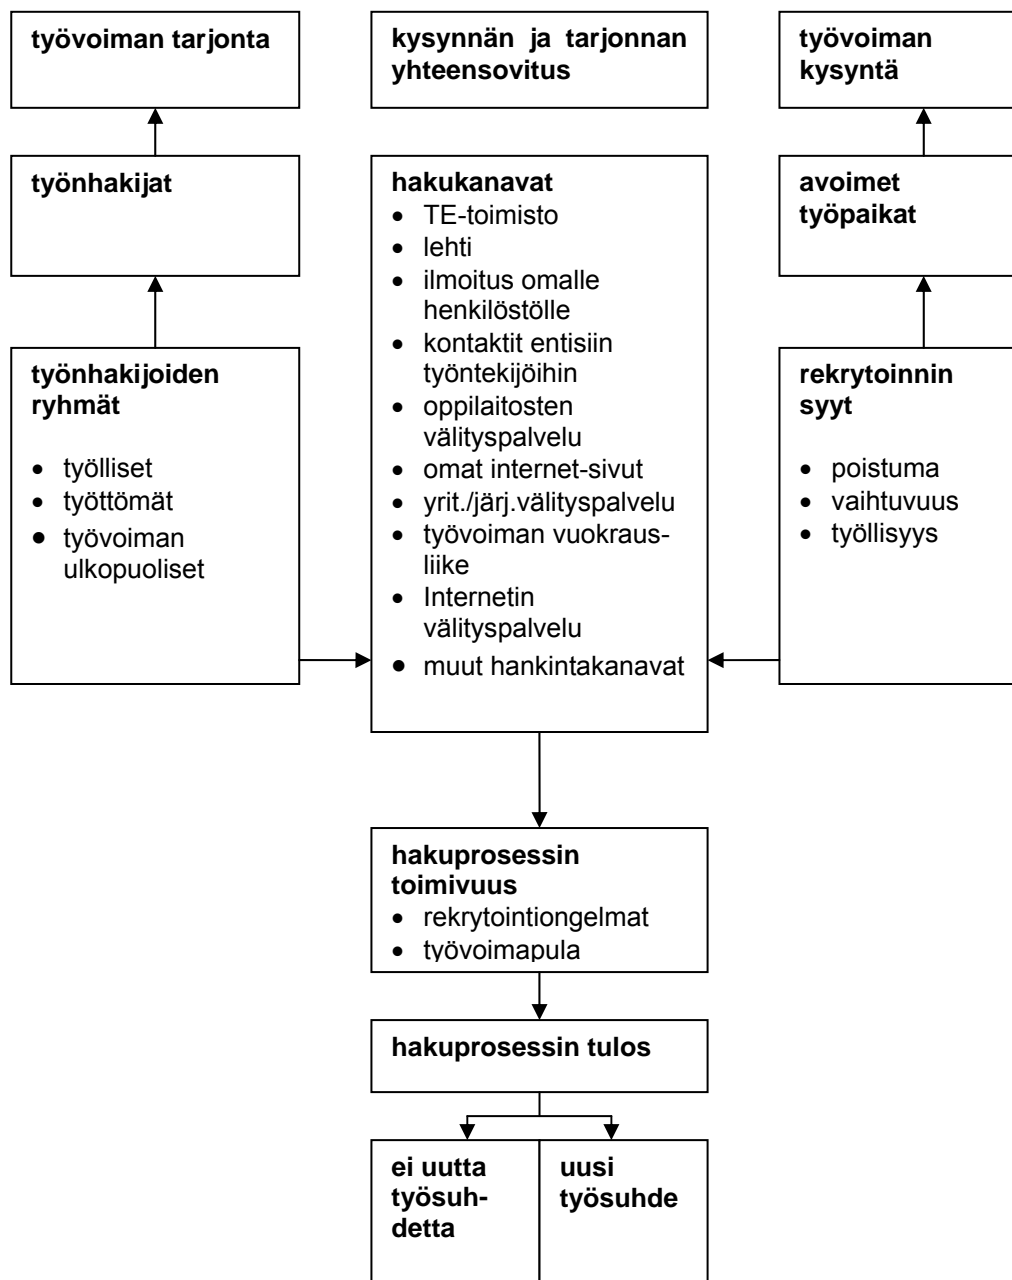 työvoiman tarjonta
kysynnän ja tarjonnan
yhteensovitus
työvoiman
kysyntä
työnhakijat
hakukanavat
• TE-toimisto
• lehti
• ilmoitus omalle
henkilöstölle
• kontaktit entisiin
työntekijöihin
• oppilaitosten
välityspalvelu
• omat internet-sivut
• yrit./järj.välityspalvelu
• työvoiman vuokraus-
liike
• Internetin
välityspalvelu
• muut hankintakanavat
avoimet
työpaikat
työnhakijoiden
ryhmät
• työlliset
• työttömät
• työvoiman
ulkopuoliset
rekrytoinnin
syyt
• poistuma
• vaihtuvuus
• työllisyys
hakuprosessin
toimivuus
• rekrytointiongelmat
• työvoimapula
hakuprosessin tulos
ei uutta
työsuh-
detta
uusi
työsuhde